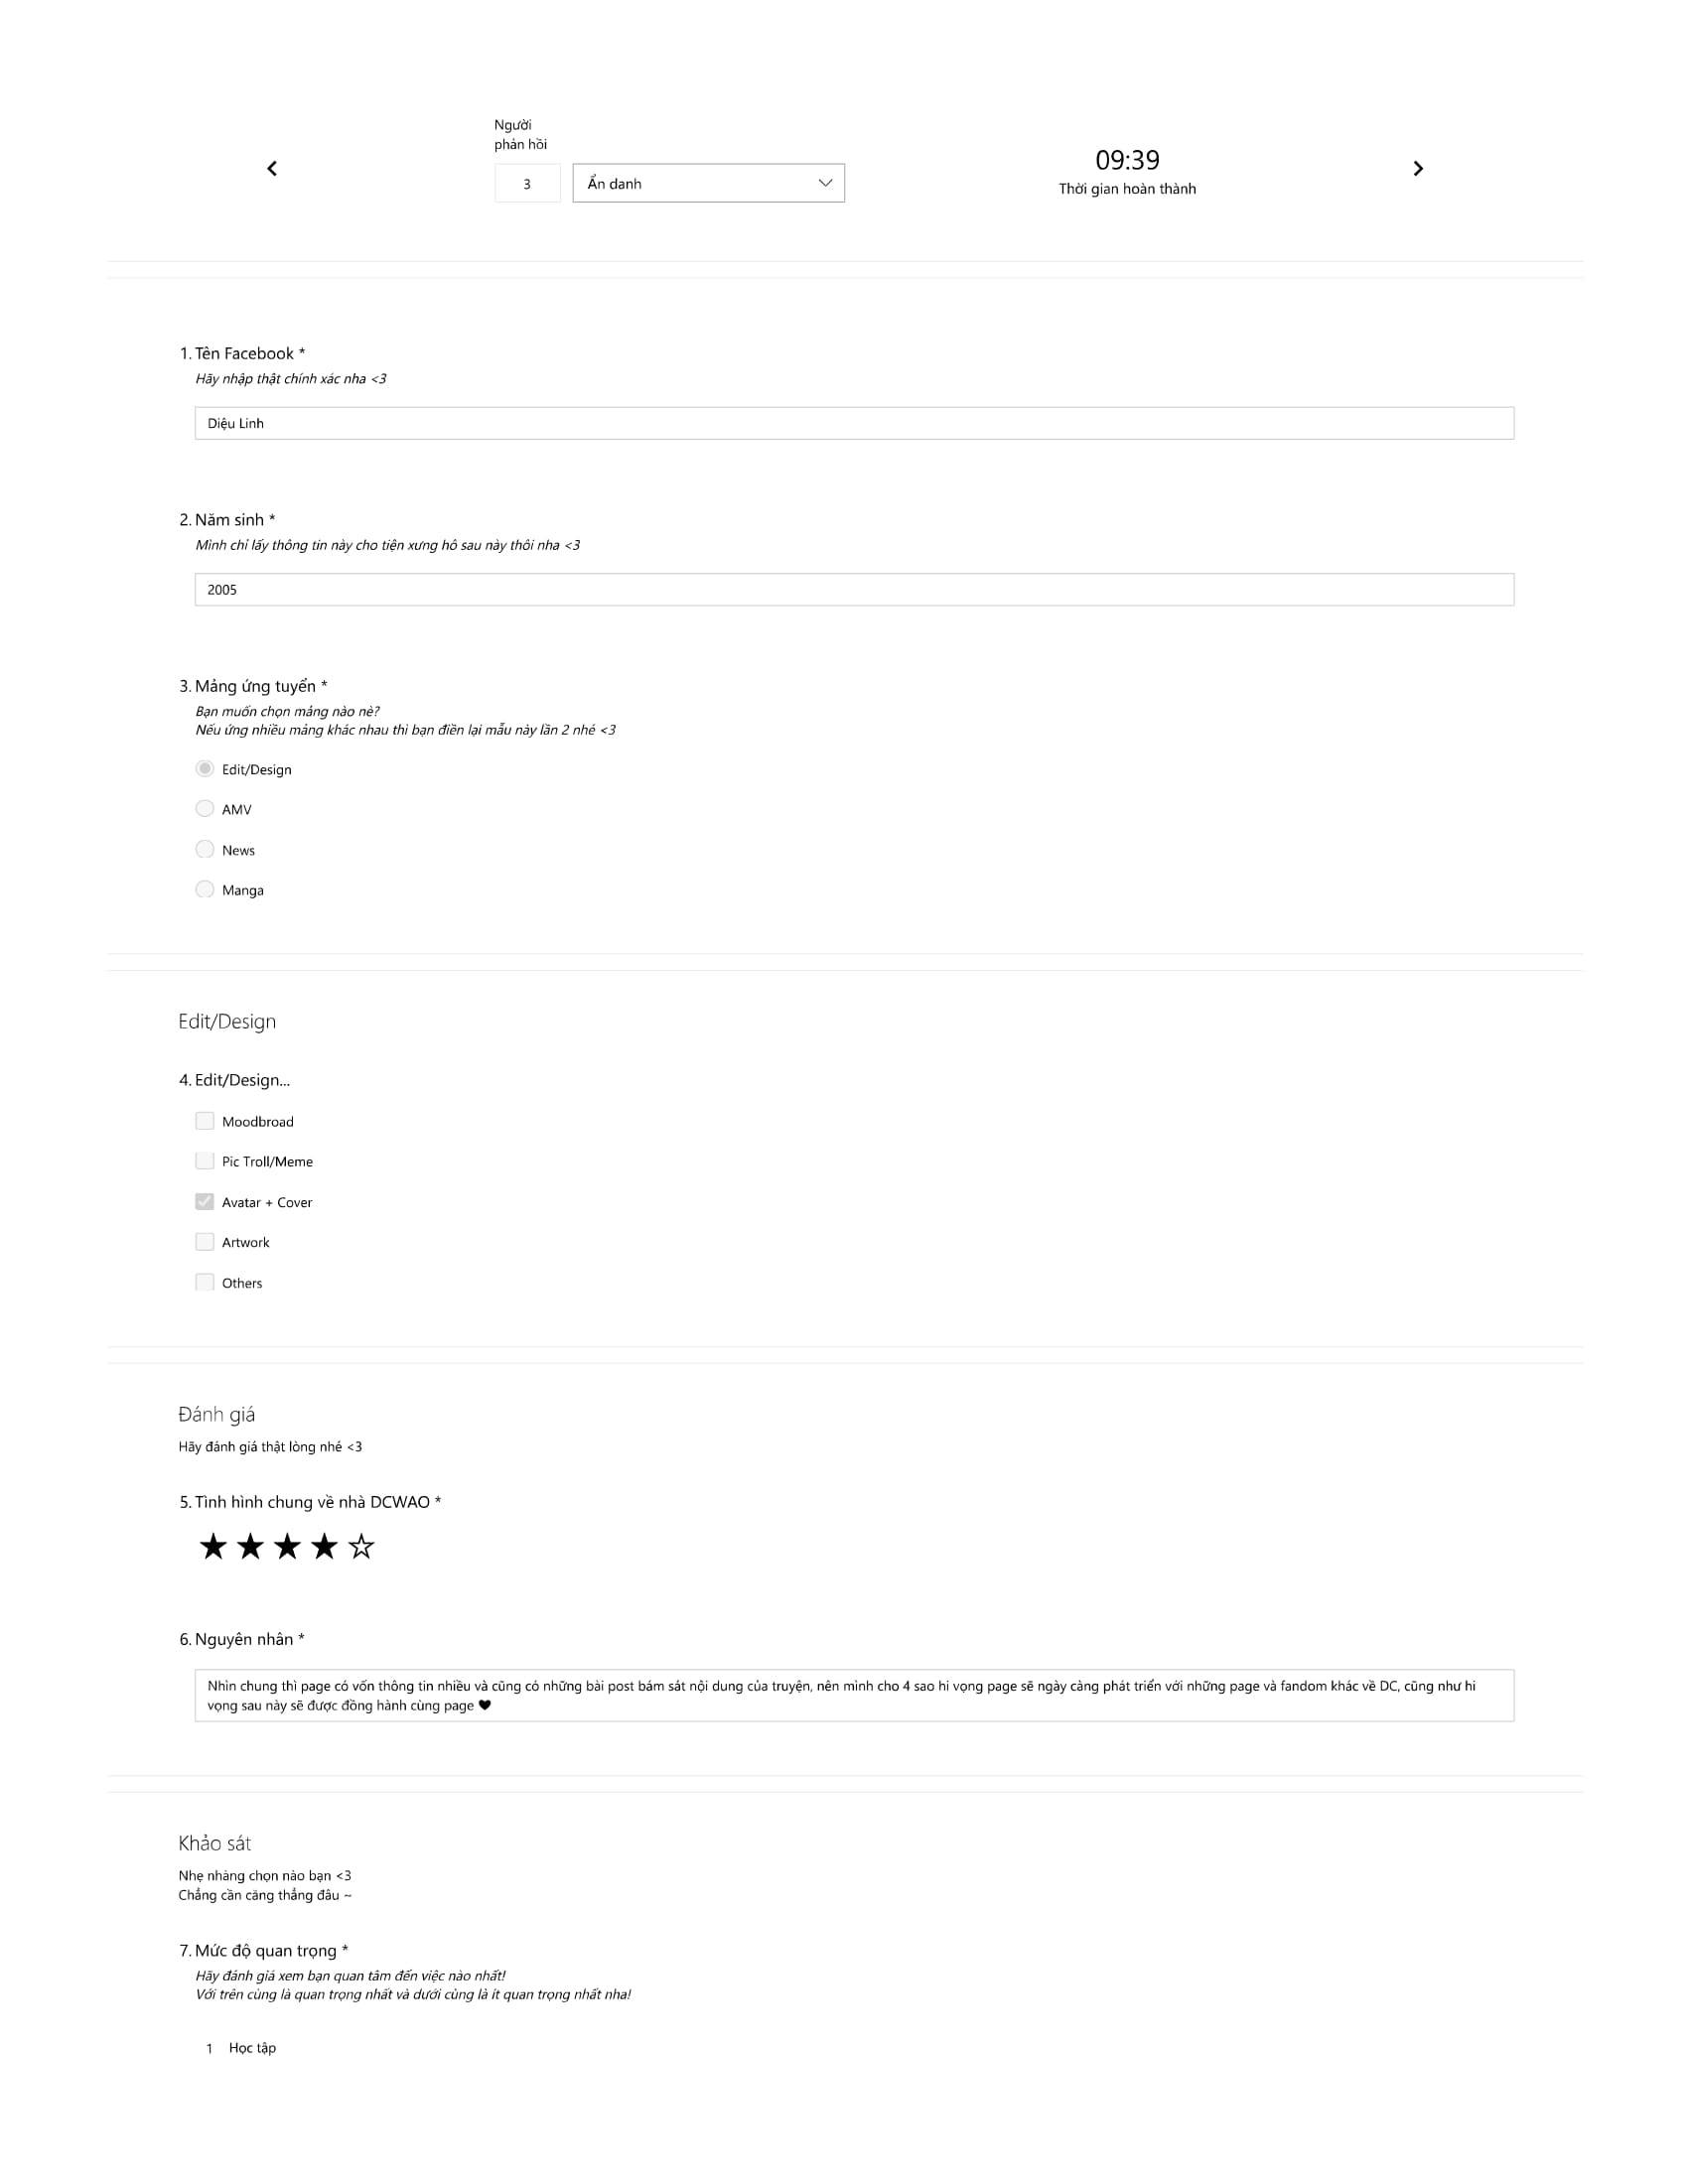 Người
phản hồi
3
Ẩn danh
09:39
Thời gian hoàn thành
1. Tên Facebook *
Hãy nhập thật chính xác nha <3
Diệu Linh
2. Năm sinh *
Mình chỉ lấy thông tin này cho tiện xưng hô sau này thôi nha <3
2005
3. Mảng ứng tuyển *
Bạn muốn chọn mảng nào nè?
Nếu ứng nhiều mảng khác nhau thì bạn điền lại mẫu này lần 2 nhé <3
Edit/Design
AMV
News
Manga
Edit/Design
4. Edit/Design...
Moodbroad
Pic Troll/Meme
Avatar + Cover
Artwork
Others
Đánh giá
Hãy đánh giá thật lòng nhé <3
5. Tình hình chung về nhà DCWAO *
6. Nguyên nhân *
Nhìn chung thì page có vốn thông tin nhiều và cũng có những bài post bám sát nội dung của truyện, nên mình cho 4 sao hi vọng page sẽ ngày càng phát triển với những page và fandom khác về DC, cũng như hi
vọng sau này sẽ được đồng hành cùng page ♥
Khảo sát
Nhẹ nhàng chọn nào bạn <3
Chẳng cần căng thẳng đâu ~
7. Mức độ quan trọng *
Hãy đánh giá xem bạn quan tâm đến việc nào nhất!
Với trên cùng là quan trọng nhất và dưới cùng là ít quan trọng nhất nha!
1 Học tập